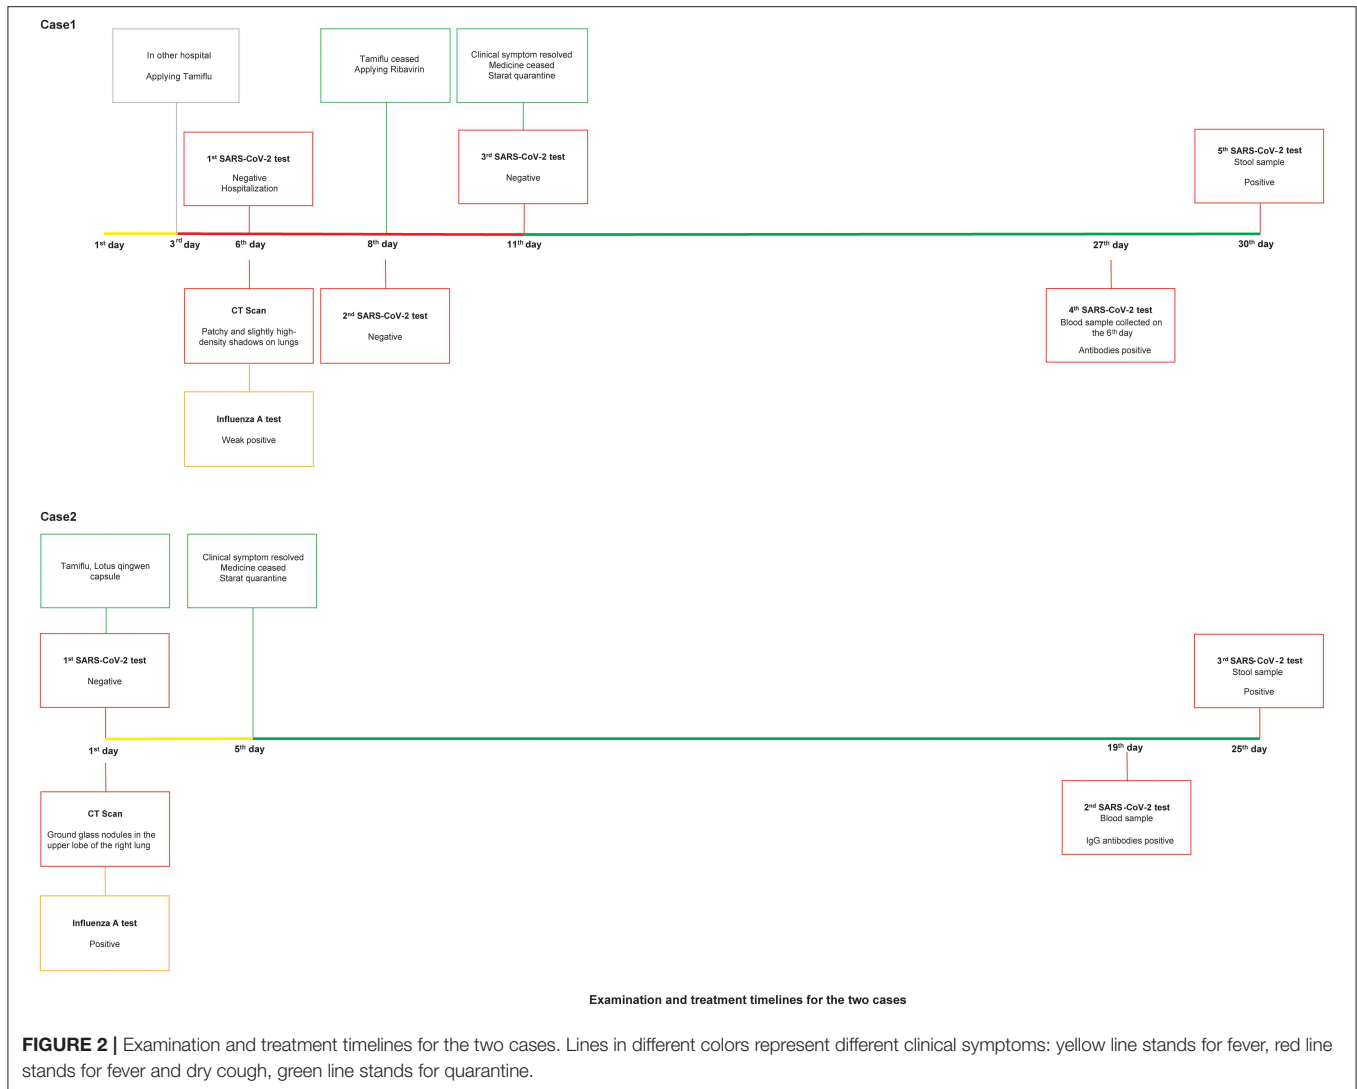 Case1
In other hospital
Applying Tamiflu
Tamiflu ceased
Applying Ribavirin
Clinical symptom resolved
Medicine ceased
Starat quarantine
1st SARS-CoV-2 test
Negative
Hospitalization
3rd SARS-CoV-2 test
Negative
5th SARS-CoV-2 test
Stool sample
Positive
1st day
3rd day
6th day
8th day
11th day
27th day
30th day
CT Scan
Patchy and slightly high-
density shadows on lungs
2nd SARS-CoV-2 test
Negative
4th SARS-CoV-2 test
Blood sample collected on
the 6th day
Antibodies positive
Influenza A test
Weak positive
Case2
Tamiflu, Lotus qingwen
capsule
Clinical symptom resolved
Medicine ceased
Starat quarantine
1st SARS-CoV-2 test
Negative
3rd SARS-CoV-2 test
Stool sample
Positive
1st day
5th day
19th day
25th day
CT Scan
Ground glass nodules in the
upper lobe of the right lung
2nd SARS-CoV-2 test
Blood sample
IgG antibodies positive
Influenza A test
Positive
Examination and treatment timelines for the two cases
FIGURE 2 | Examination and treatment timelines for the two cases. Lines in different colors represent different clinical symptoms: yellow line stands for fever, red line
stands for fever and dry cough, green line stands for quarantine.